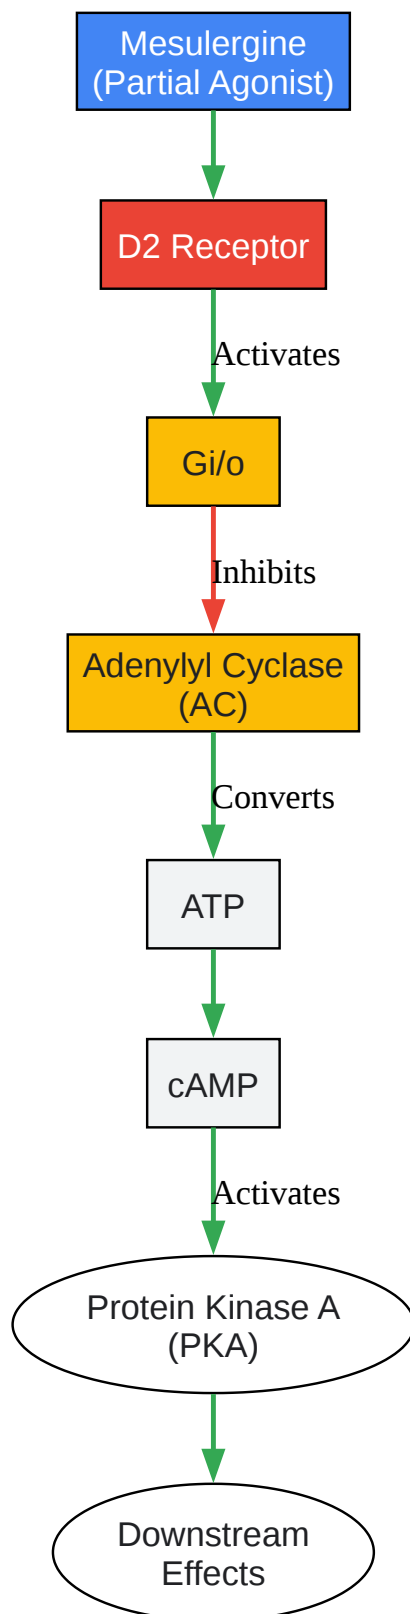 Mesulergine
(Partial Agonist)
D2 Receptor
Activates
Gi/o
Inhibits
Adenylyl Cyclase
(AC)
Converts
ATP
cAMP
Activates
Protein Kinase A
(PKA)
Downstream
Effects